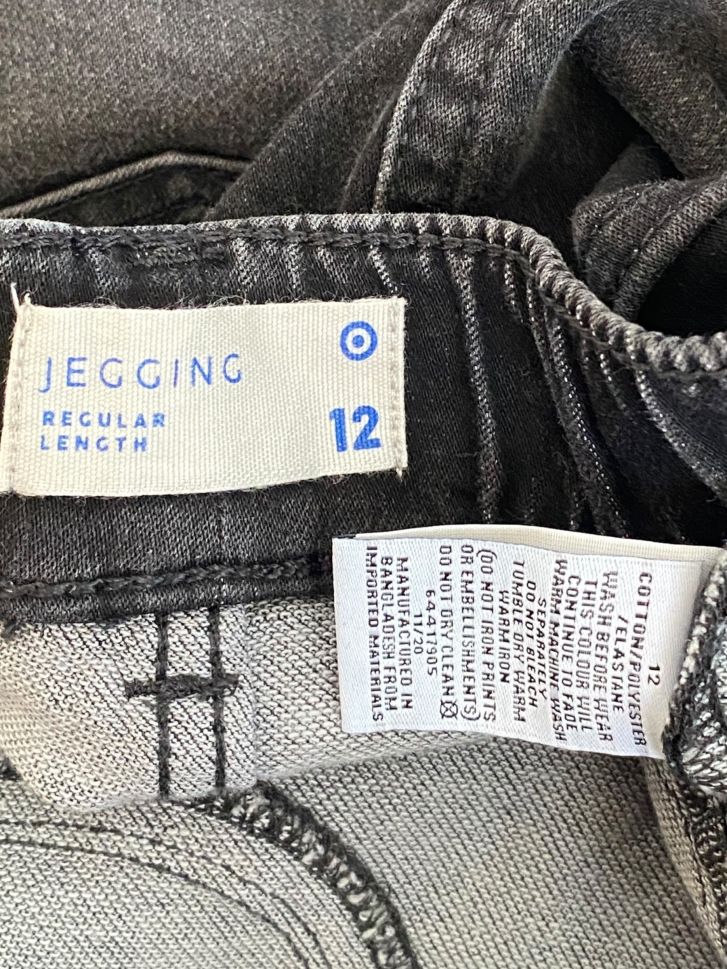 JEGGING
REGULAR
LENGTH
12
12
COTTON/POLYESTER
/ELASTANE
WASH BEFORE WEAR
THIS COLOUR WILL
CONTINUE TO FADE
WARM MACHINE WASH
SEPARATELY
DO NOT BLEACH
TUMBLE DRY WARM
WARM IRON
(DO NOT IRON PRINTS
OR EMBELLISHMENTS)
DO NOT DRY CLEAN
64417905
11/20
MANUFACTURED IN
BANGLADESH FROM
IMPORTED MATERIALS